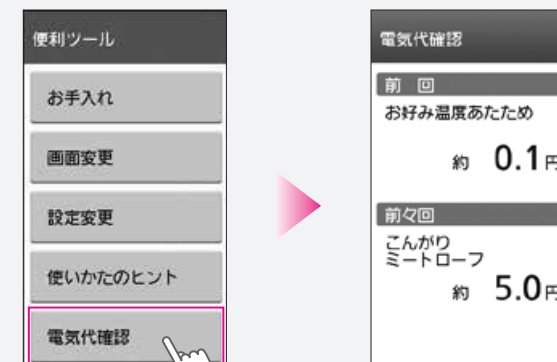 便利ツール
お手入れ
画面変更
設定変更
使いかたのヒント
電気代確認
電気代確認
前 回
お好み温度あたため
約 0.1円
前々回
こんがり
ミートローフ
約 5.0円